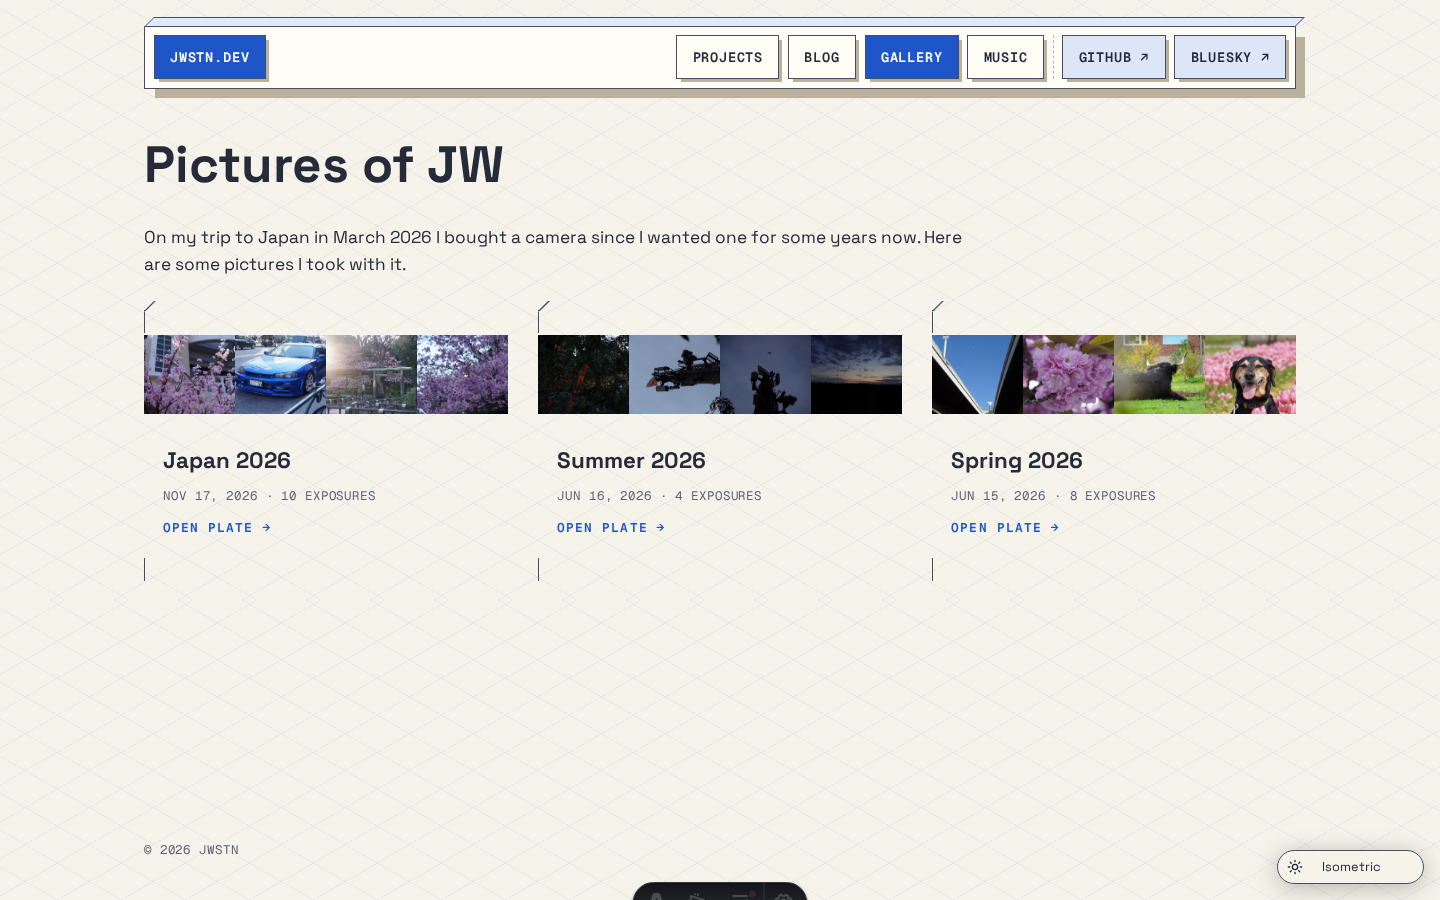 JWSTN.DEV
PROJECTS
BLOG
GALLERY
MUSIC
GITHUB ↗
BLUESKY ↗
Pictures of JW
On my trip to Japan in March 2026 I bought a camera since I wanted one for some years now. Here
are some pictures I took with it.
Japan 2026
NOV 17, 2026 · 10 EXPOSURES
OPEN PLATE →
Summer 2026
JUN 16, 2026 · 4 EXPOSURES
OPEN PLATE →
Spring 2026
JUN 15, 2026 · 8 EXPOSURES
OPEN PLATE →
© 2026 JWSTN
Isometric